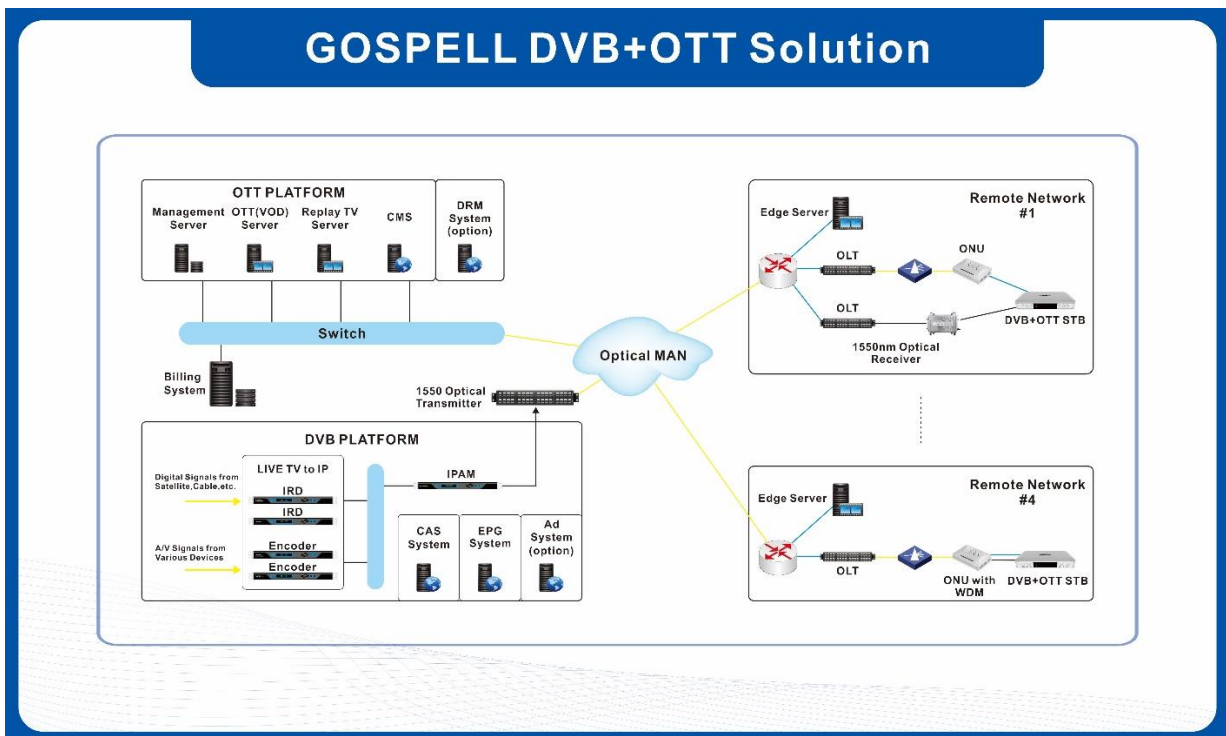 GOSPELL DVB+OTT Solution
OTT PLATFORM
Management
Server
OTT(VOD)
Server
Replay TV
Server
CMS
DRM
System
(option)
Switch
Billing
System
1550 Optical
Transmitter
Optical MAN
DVB PLATFORM
Digital Signals from
Satellite,Cable,etc.
A/V Signals from
Various Devices
LIVE TV to IP
IRD
IRD
Encoder
Encoder
IPAM
CAS
System
EPG
System
Ad
System
(option)
Remote Network
#1
Edge Server
OLT
ONU
OLT
1550nm Optical
Receiver
DVB+OTT STB
Remote Network
#4
Edge Server
OLT
ONU with
WDM
DVB+OTT STB